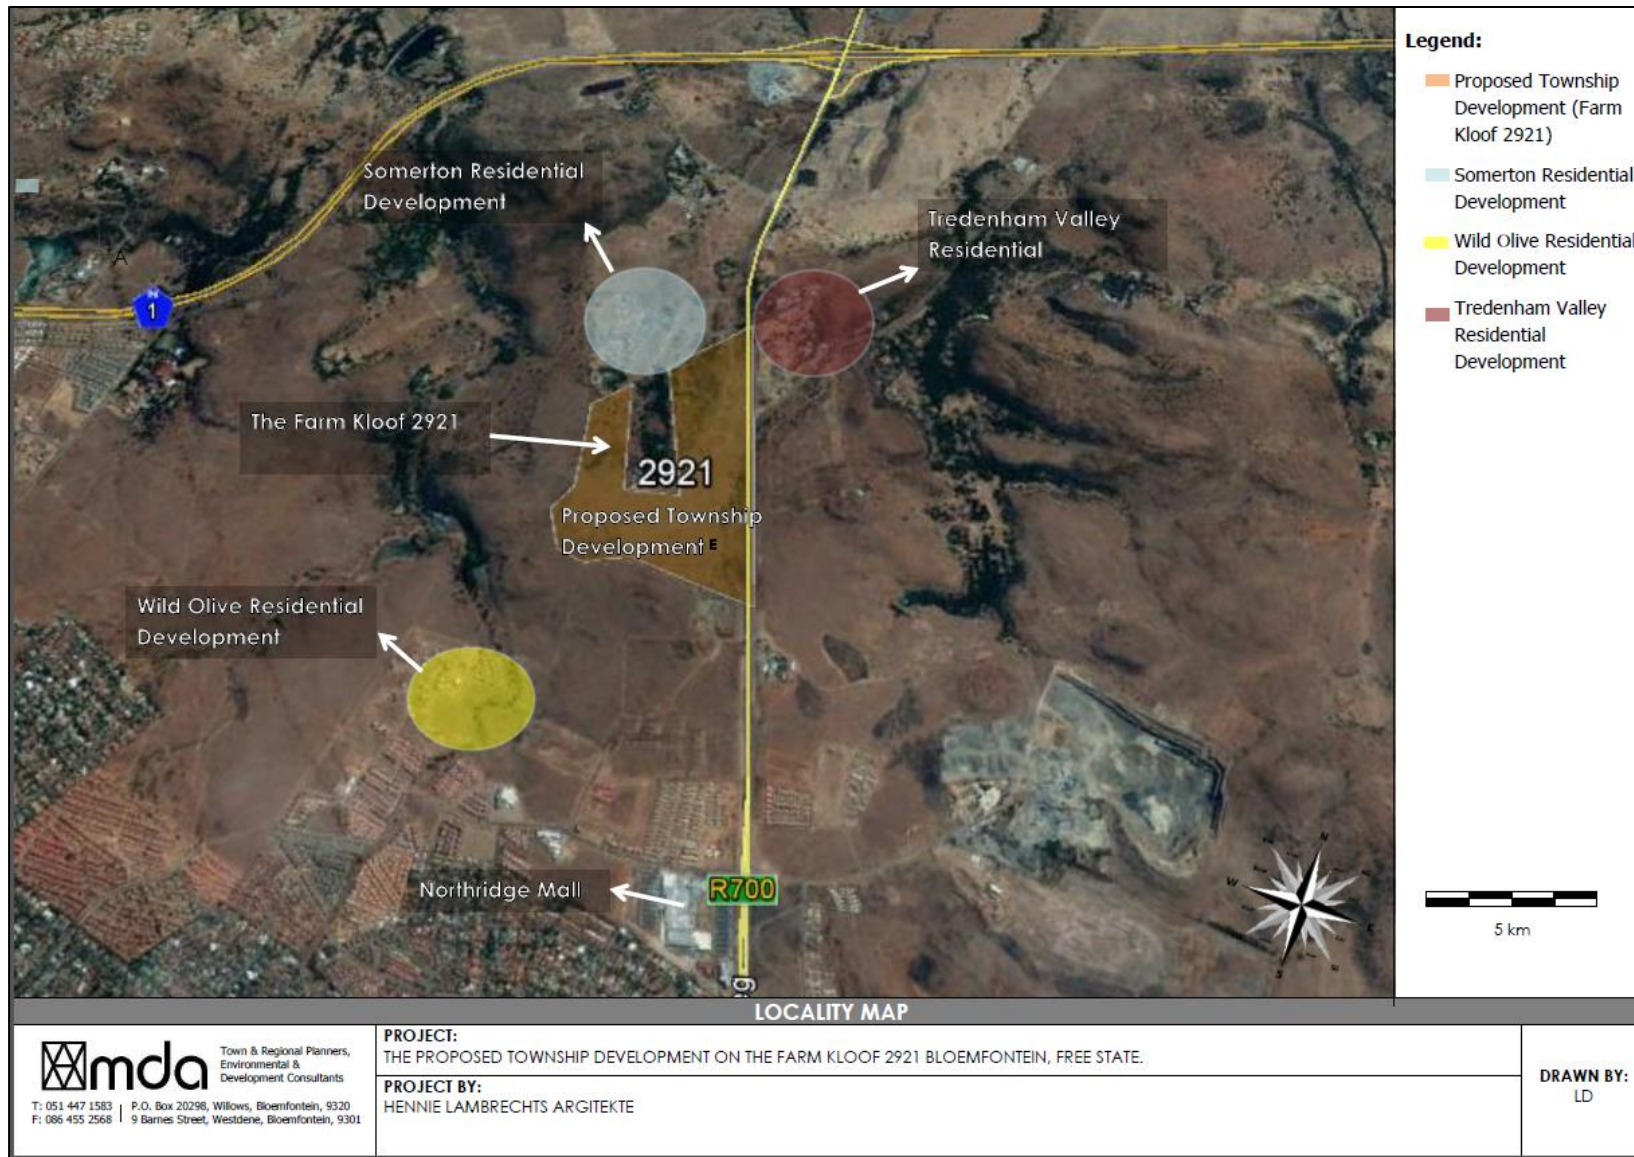 Legend:
Proposed Township
Development (Farm
Kloof 2921)
Somerton Residential
Development
Wild Olive Residential
Development
Tredenham Valley
Residential
Development
Somerton Residential
Development
Tredenham Valley
Residential
A
N
1
The Farm Kloof 2921
2921
Proposed Township
Development E
Wild Olive Residential
Development
Northridge Mall
R700
N
W
E
S
5 km
LOCALITY MAP
mda
Town & Regional Planners,
Environmental &
Development Consultants
T: 051 447 1583 | P.O. Box 20298, Willows, Bloemfontein, 9320
F: 086 455 2568 | 9 Barnes Street, Westdene, Bloemfontein, 9301
PROJECT:
THE PROPOSED TOWNSHIP DEVELOPMENT ON THE FARM KLOOF 2921 BLOEMFONTEIN, FREE STATE.
PROJECT BY:
HENNIE LAMBRECHTS ARGITEKTE
DRAWN BY:
LD